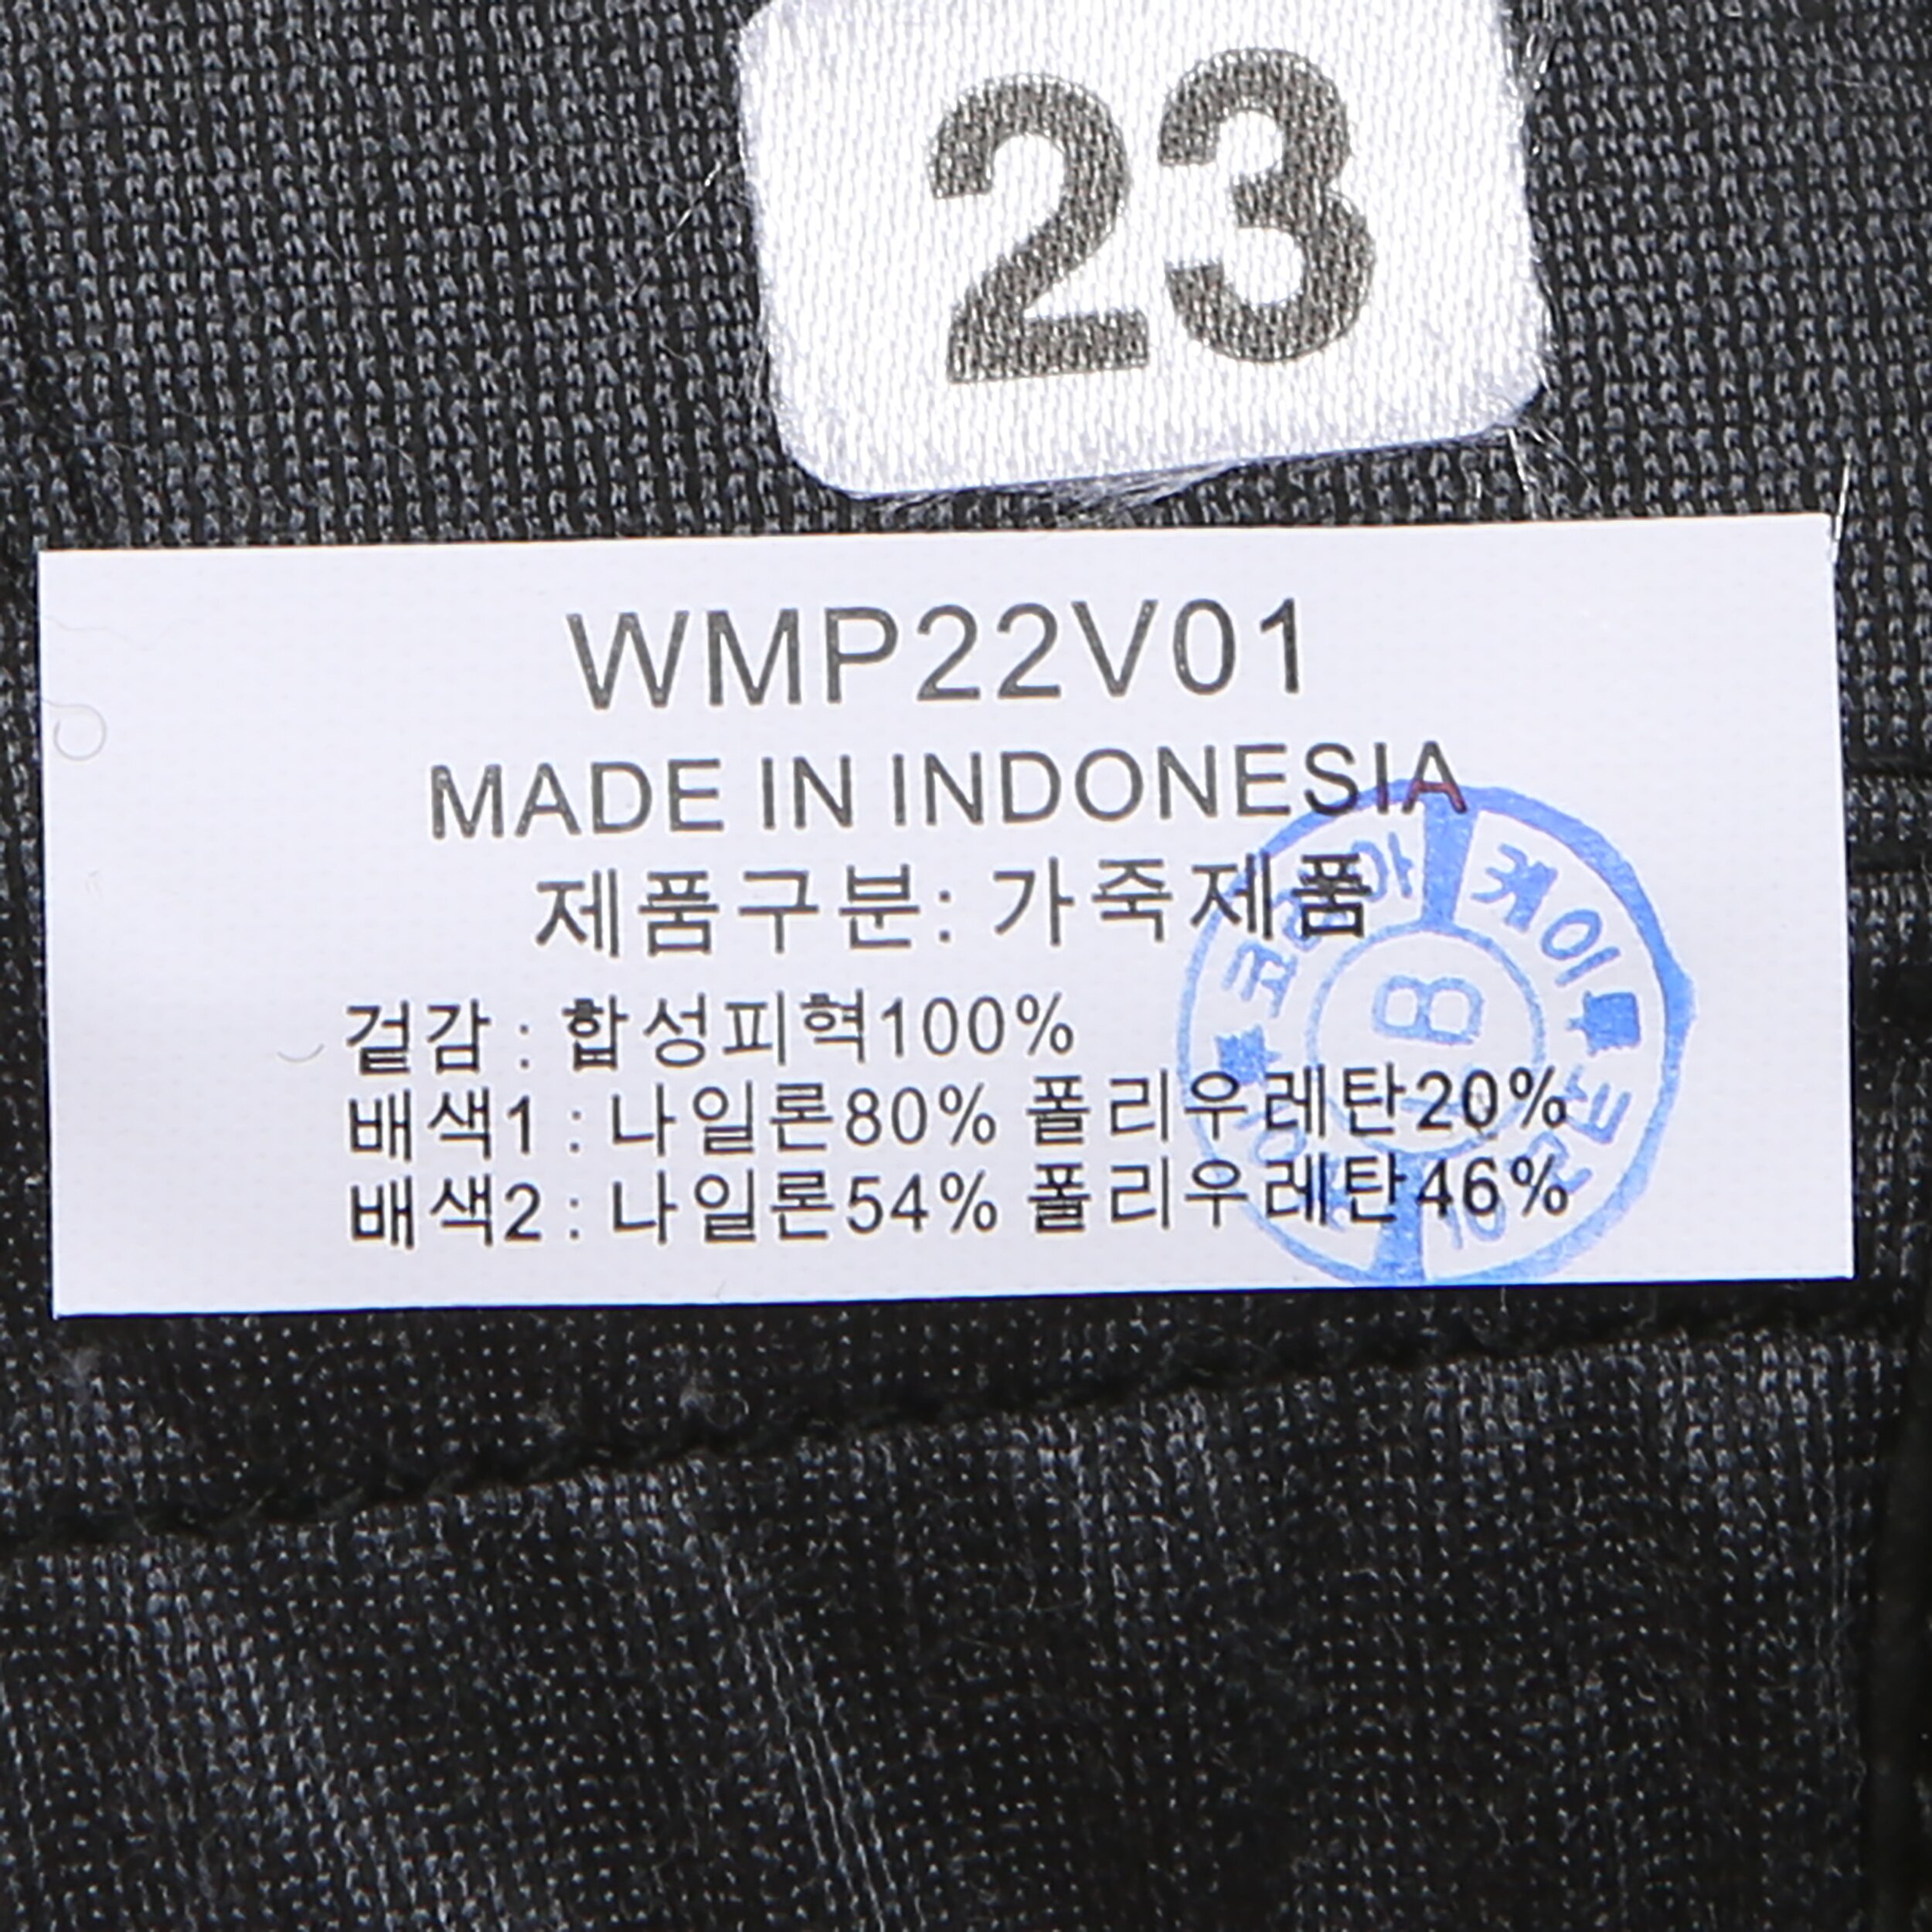 23
WMP22V01
MADE IN INDONESIA
제품구분: 가죽제품
겉감 : 합성피혁100%
배색1 : 나일론80% 폴리우레탄20%
배색2 : 나일론54% 폴리우레탄46%